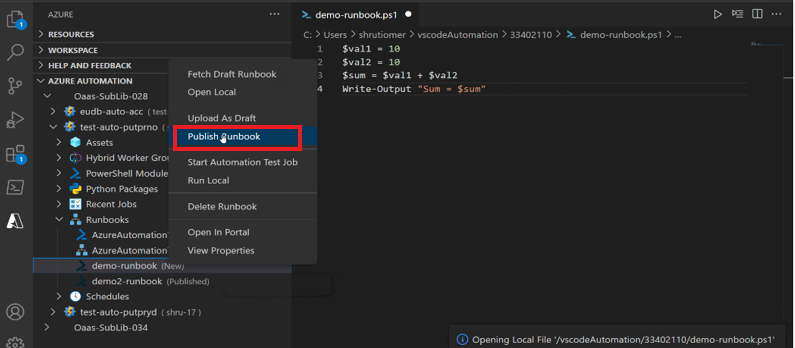 AZURE
...
demo-runbook.ps1
C: > Users > shrutiomer > vscodeAutomation > 33402110 > demo-runbook.ps1 > ...
RESOURCES
WORKSPACE
HELP AND FEEDBACK
AZURE AUTOMATION
Oaas-SubLib-028
eudb-auto-acc (test-
test-auto-putprno (test-
Assets
Hybrid Worker Gro
PowerShell Module
Python Packages
Recent Jobs
Runbooks
AzureAutomation
AzureAutomation
demo-runbook (New)
demo2-runbook (Published)
Schedules
test-auto-putpryd (shru-17)
Oaas-SubLib-034
1
2
1
Fetch Draft Runbook
Open Local
Upload As Draft
Publish Runbook
Start Automation Test Job
Run Local
Delete Runbook
Open In Portal
View Properties
1 $val1 = 10
2 $val2 = 10
3 $sum = $val1 + $val2
4 Write-Output "Sum = $sum"
Opening Local File '/vscodeAutomation/33402110/demo-runbook.ps1'